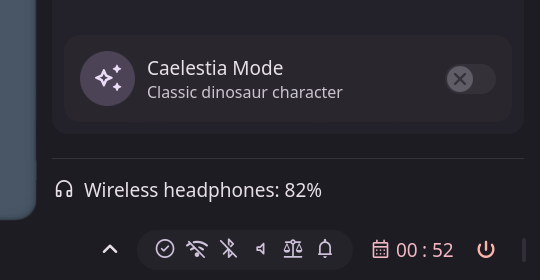 Caelestia Mode
Classic dinosaur character
Wireless headphones: 82%
00 : 52